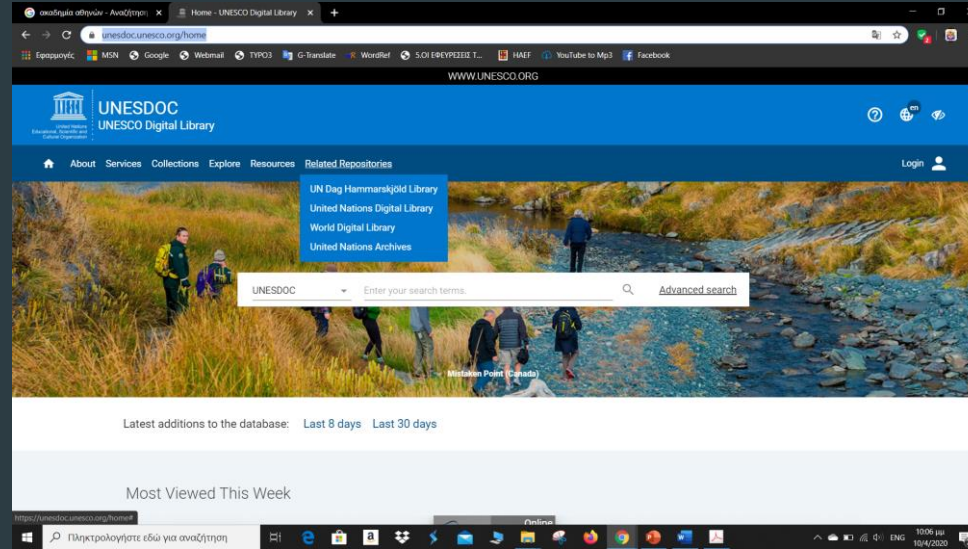 ακαδημία αθηνών - Αναζήτηση
Home - UNESCO Digital Library
unesdoc.unesco.org/home
Εφαρμογές MSN Google Webmail TYPO3 G-Translate WordRef 5.ΟΙ ΕΦΕΥΡΕΣΕΙΣ Τ... HAEF YouTube to Mp3 Facebook
WWW.UNESCO.ORG
UNESDOC
UNESCO Digital Library
United Nations
Educational, Scientific and
Cultural Organization
en
About Services Collections Explore Resources Related Repositories Login
UN Dag Hammarskjöld Library
United Nations Digital Library
World Digital Library
United Nations Archives
UNESDOC Enter your search terms. Advanced search
Mistaken Point (Canada)
Latest additions to the database: Last 8 days Last 30 days
Most Viewed This Week
Online
https://unesdoc.unesco.org/home#
Πληκτρολογήστε εδώ για αναζήτηση
ENG
10:06 μμ
10/4/2020